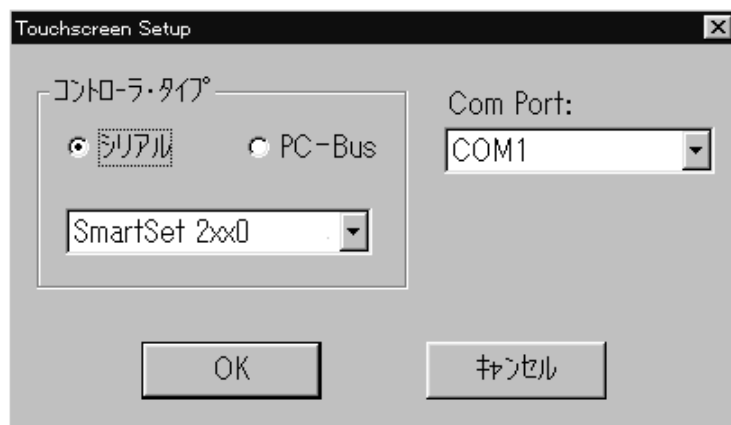 Touchscreen Setup
コントローラ・タイプ
シリアル
PC-Bus
SmartSet 2xx0
Com Port:
COM1
OK
キャンセル